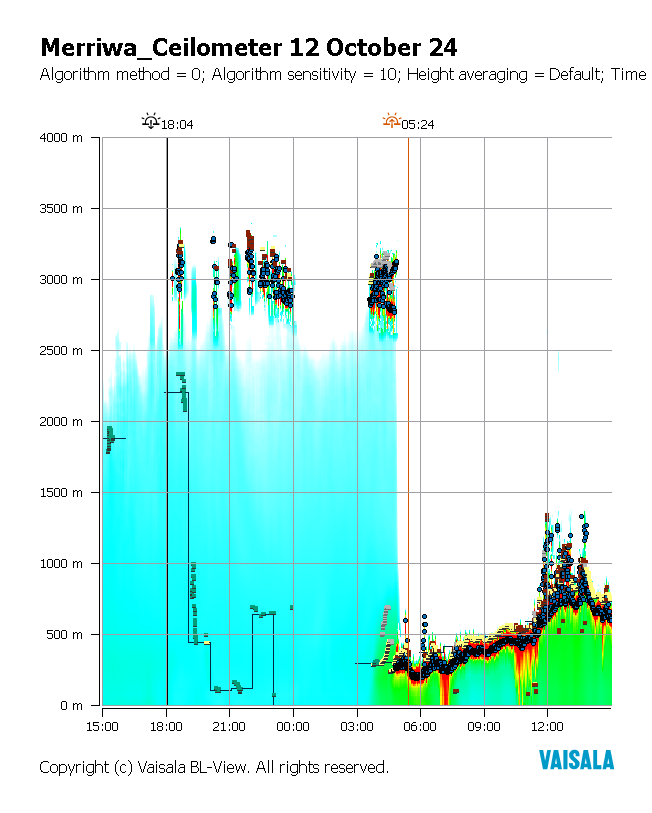 Merriwa_Ceilometer 12 October 24
Algorithm method = 0; Algorithm sensitivity = 10; Height averaging = Default; Time
18:04 05:24
4000 m
3500 m
3000 m
2500 m
2000 m
1500 m
1000 m
500 m
0 m
15:00 18:00 21:00 00:00 03:00 06:00 09:00 12:00
VAISALA
Copyright (c) Vaisala BL-View. All rights reserved.